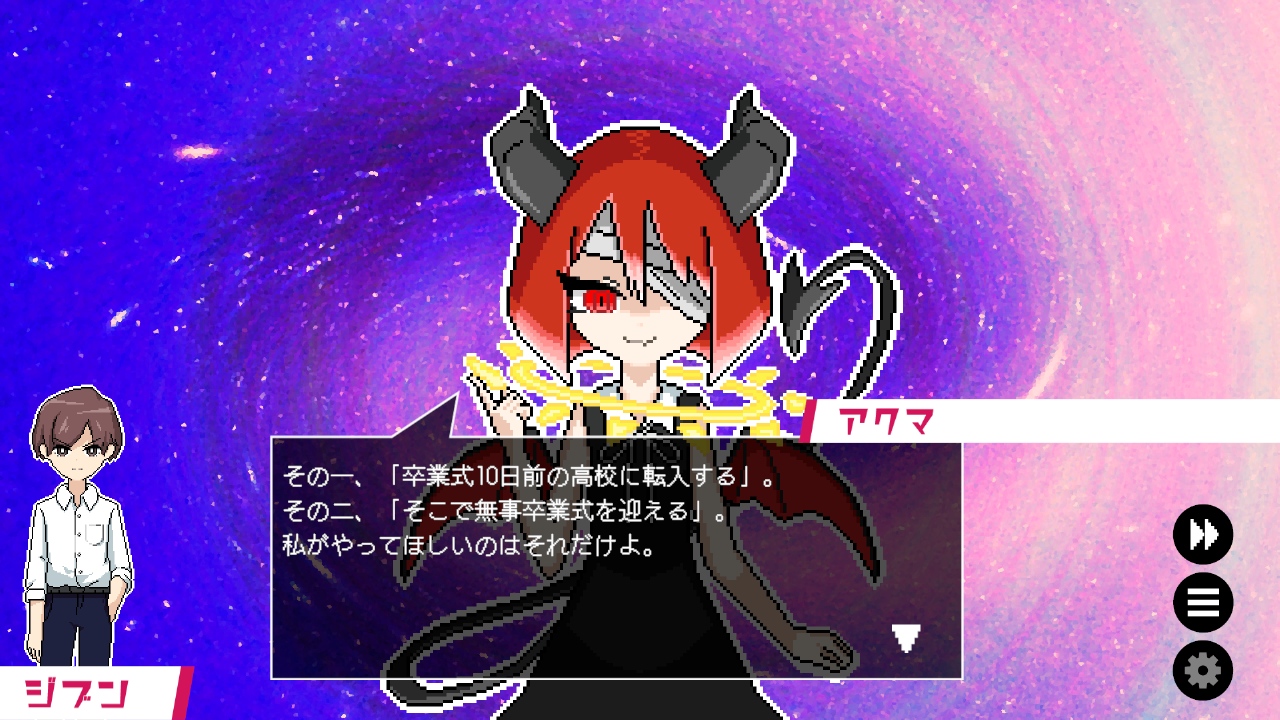 アクマ
その一、「卒業式10日前の高校に転入する」。
その二、「そこで無事卒業式を迎える」。
私がやってほしいのはそれだけよ。
ジブン